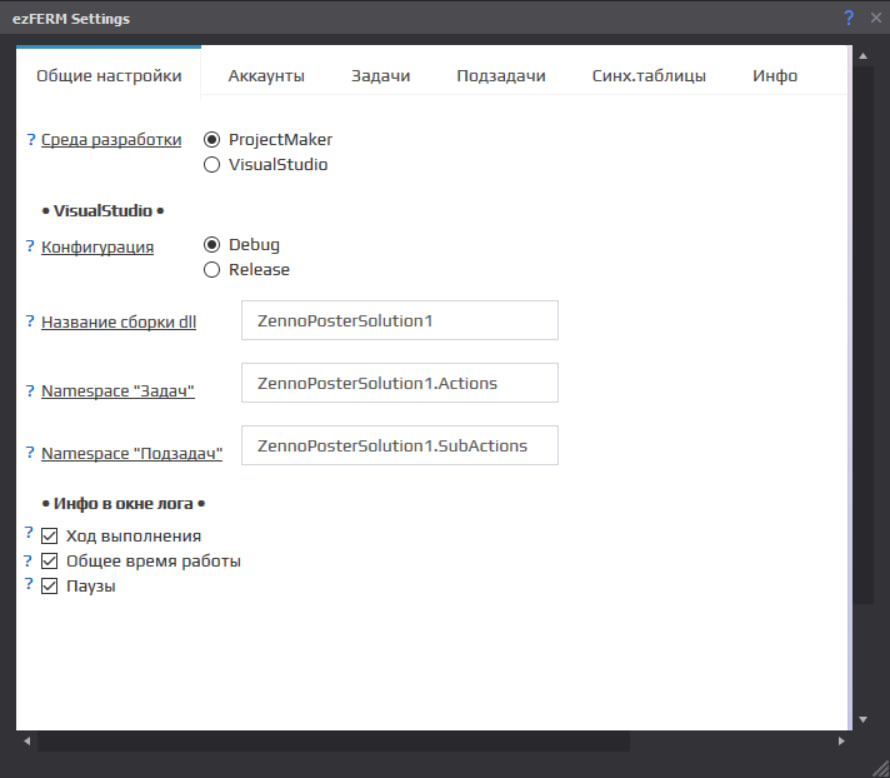 ezFERM Settings ? ×
Общие настройки Аккаунты Задачи Подзадачи Синх.таблицы Инфо
? Среда разработки ProjectMaker
VisualStudio
• VisualStudio •
? Конфигурация Debug
Release
? Название сборки dll ZennoPosterSolution1
? Namespace "Задач" ZennoPosterSolution1.Actions
? Namespace "Подзадач" ZennoPosterSolution1.SubActions
• Инфо в окне лога •
? Ход выполнения
? Общее время работы
? Паузы